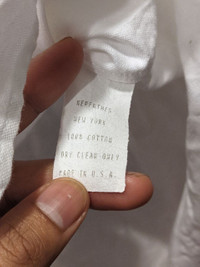 NEW YORK
100% COTTON
DRY CLEAN ONLY
MADE IN U.S.A.